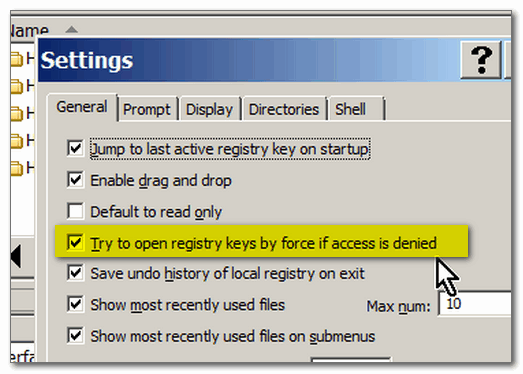 Name
Settings
?
General Prompt Display Directories Shell
Jump to last active registry key on startup
Enable drag and drop
Default to read only
Try to open registry keys by force if access is denied
Save undo history of local registry on exit
Show most recently used files Max num: 10
Show most recently used files on submenus